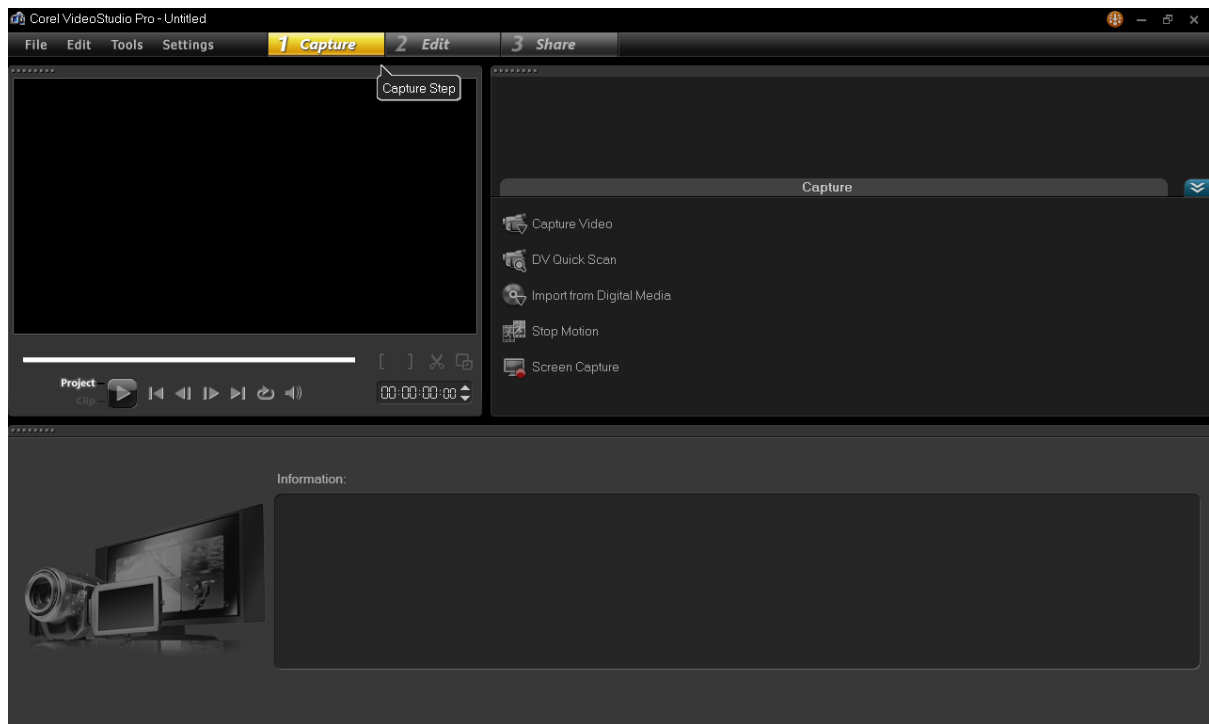 Corel VideoStudio Pro - Untitled
File Edit Tools Settings 1 Capture 2 Edit 3 Share
Capture Step
Capture
Capture Video
DV Quick Scan
Import from Digital Media
Stop Motion
Screen Capture
[ ]
Project
Clip
00:00:00:00
Information: